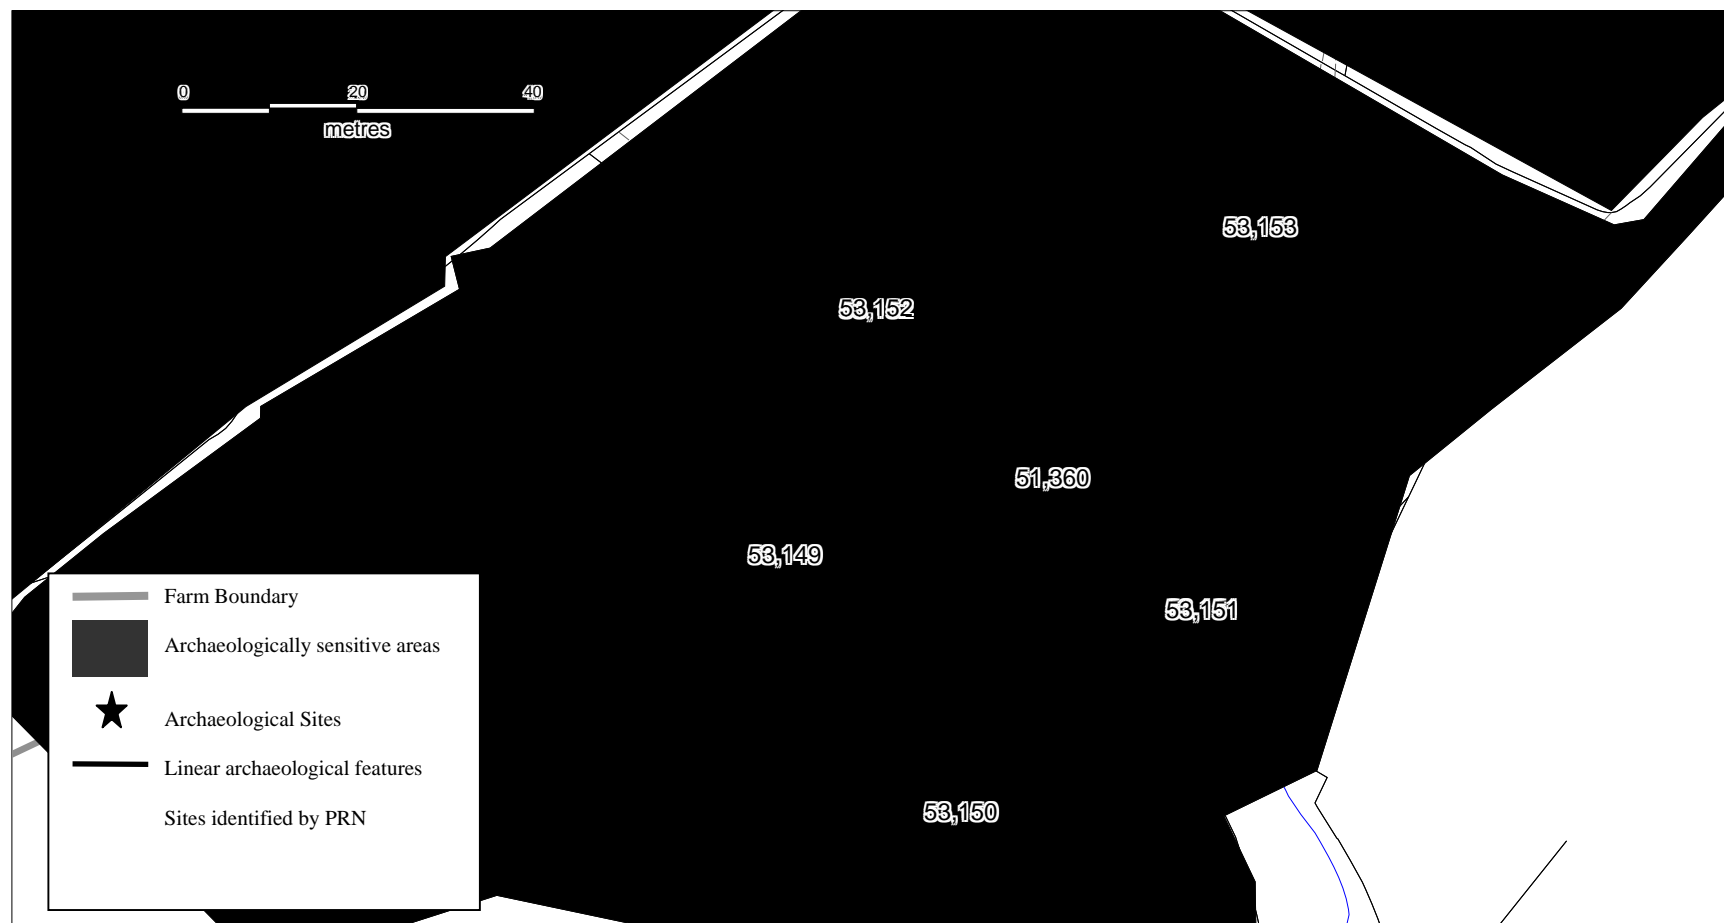 0 20 40
metres
53,153
53,152
51,360
53,149
53,151
53,150
Farm Boundary
Archaeologically sensitive areas
Archaeological Sites
Linear archaeological features
Sites identified by PRN